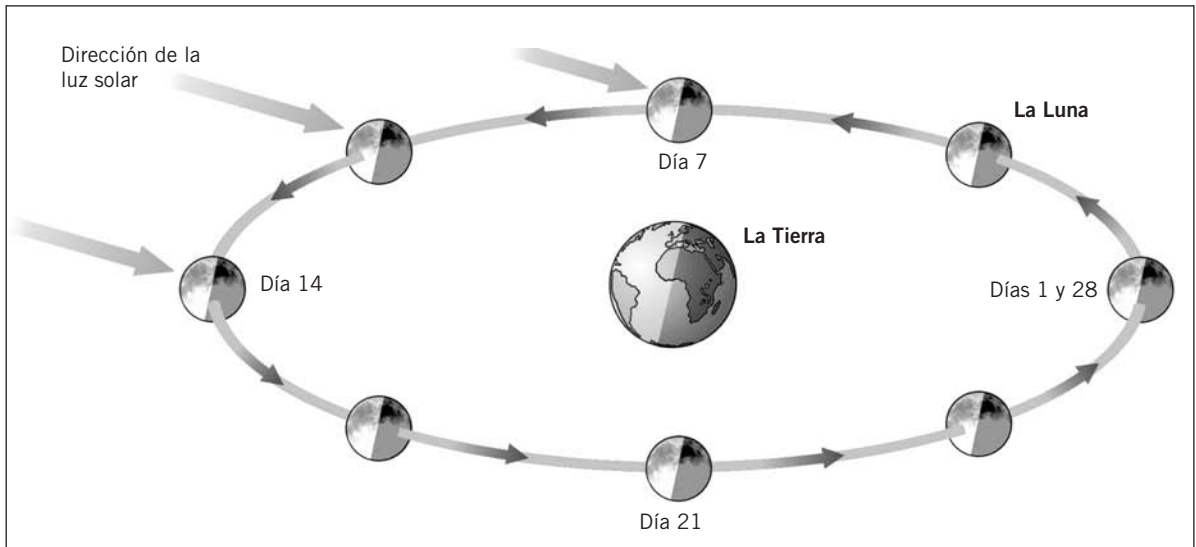 Dirección de la
luz solar
La Luna
Día 7
La Tierra
Día 14
Días 1 y 28
Día 21